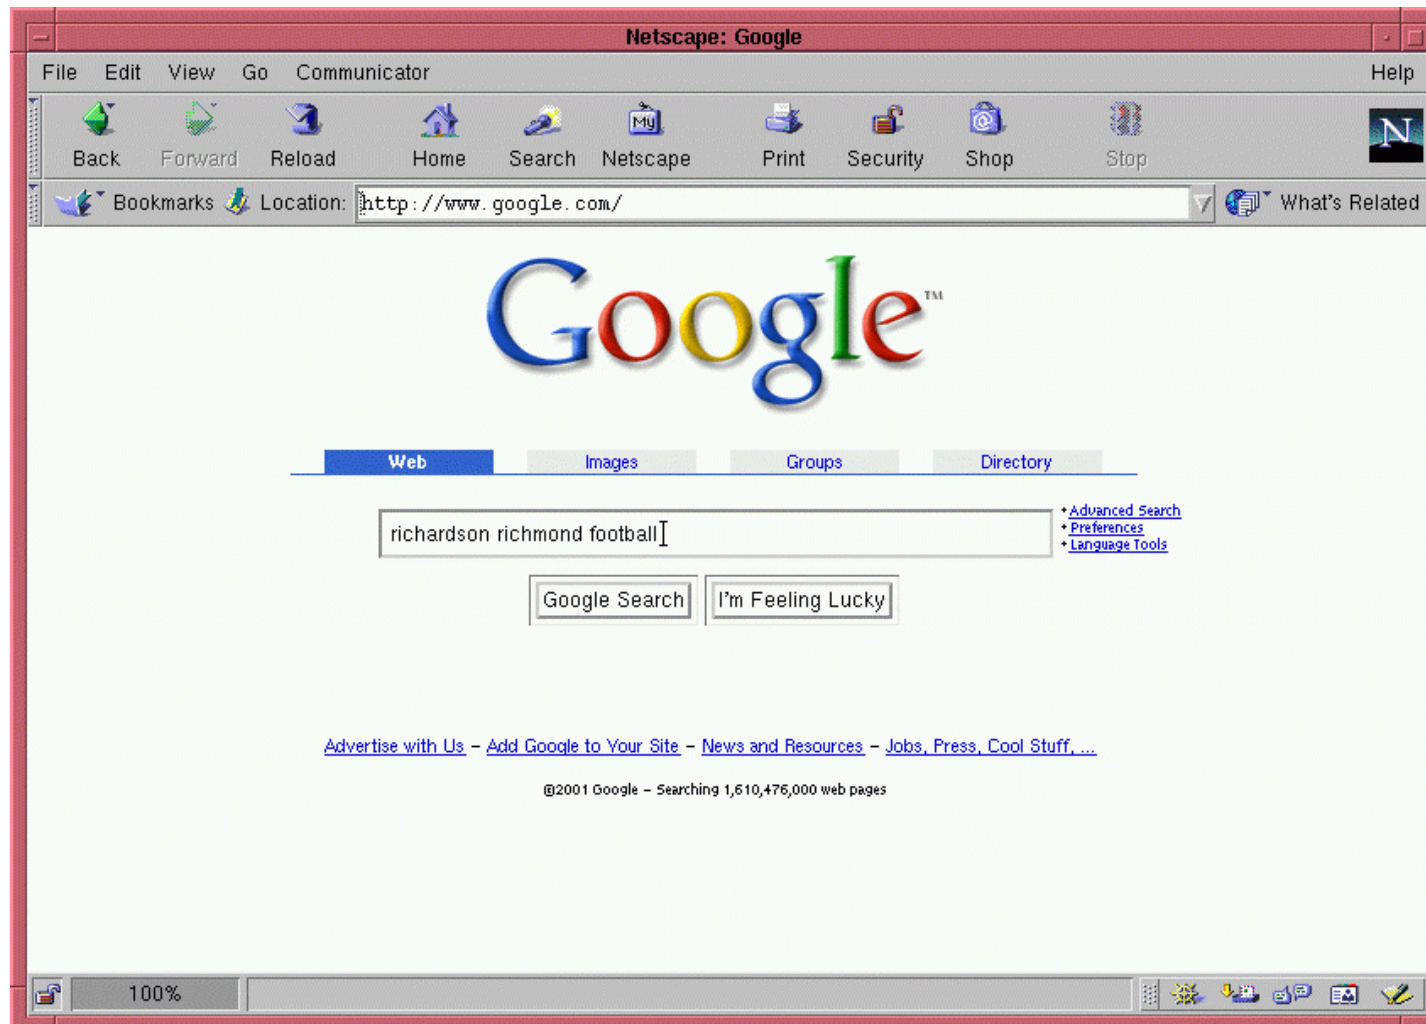 Netscape: Google
File Edit View Go Communicator Help
My
Back Forward Reload Home Search Netscape Print Security Shop Stop
N
Bookmarks Location: http://www.google.com/ What's Related
Google™
Web Images Groups Directory
richardson richmond football
• Advanced Search
• Preferences
• Language Tools
Google Search I'm Feeling Lucky
Advertise with Us – Add Google to Your Site – News and Resources – Jobs, Press, Cool Stuff, ...
©2001 Google – Searching 1,610,476,000 web pages
100%